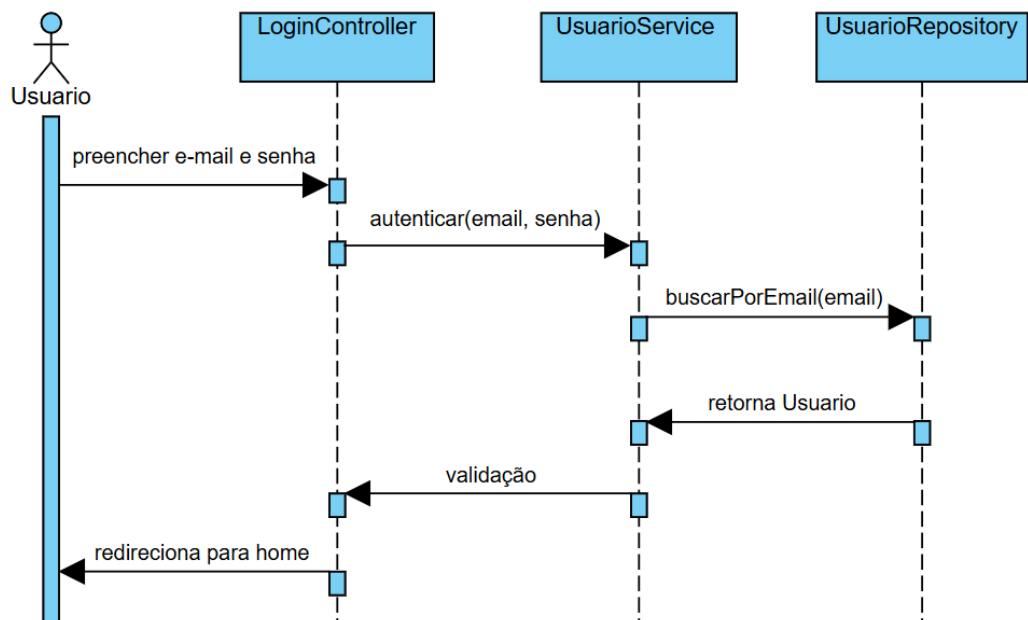 LoginController
UsuarioService
UsuarioRepository
Usuario
preencher e-mail e senha
autenticar(email, senha)
buscarPorEmail(email)
retorna Usuario
validação
redireciona para home